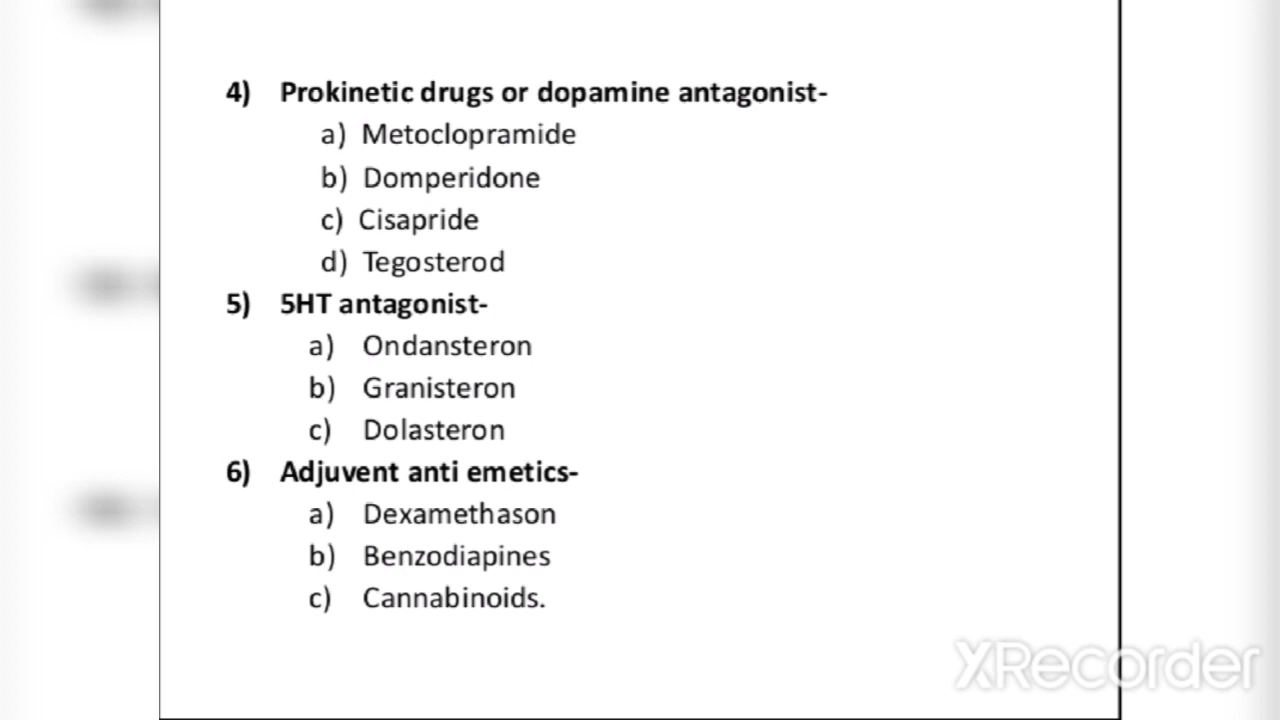 4) Prokinetic drugs or dopamine antagonist-
a) Metoclopramide
b) Domperidone
c) Cisapride
d) Tegosterod
5) 5HT antagonist-
a) Ondansteron
b) Granisteron
c) Dolasteron
6) Adjuvent anti emetics-
a) Dexamethason
b) Benzodiapines
c) Cannabinoids.
XRecorder